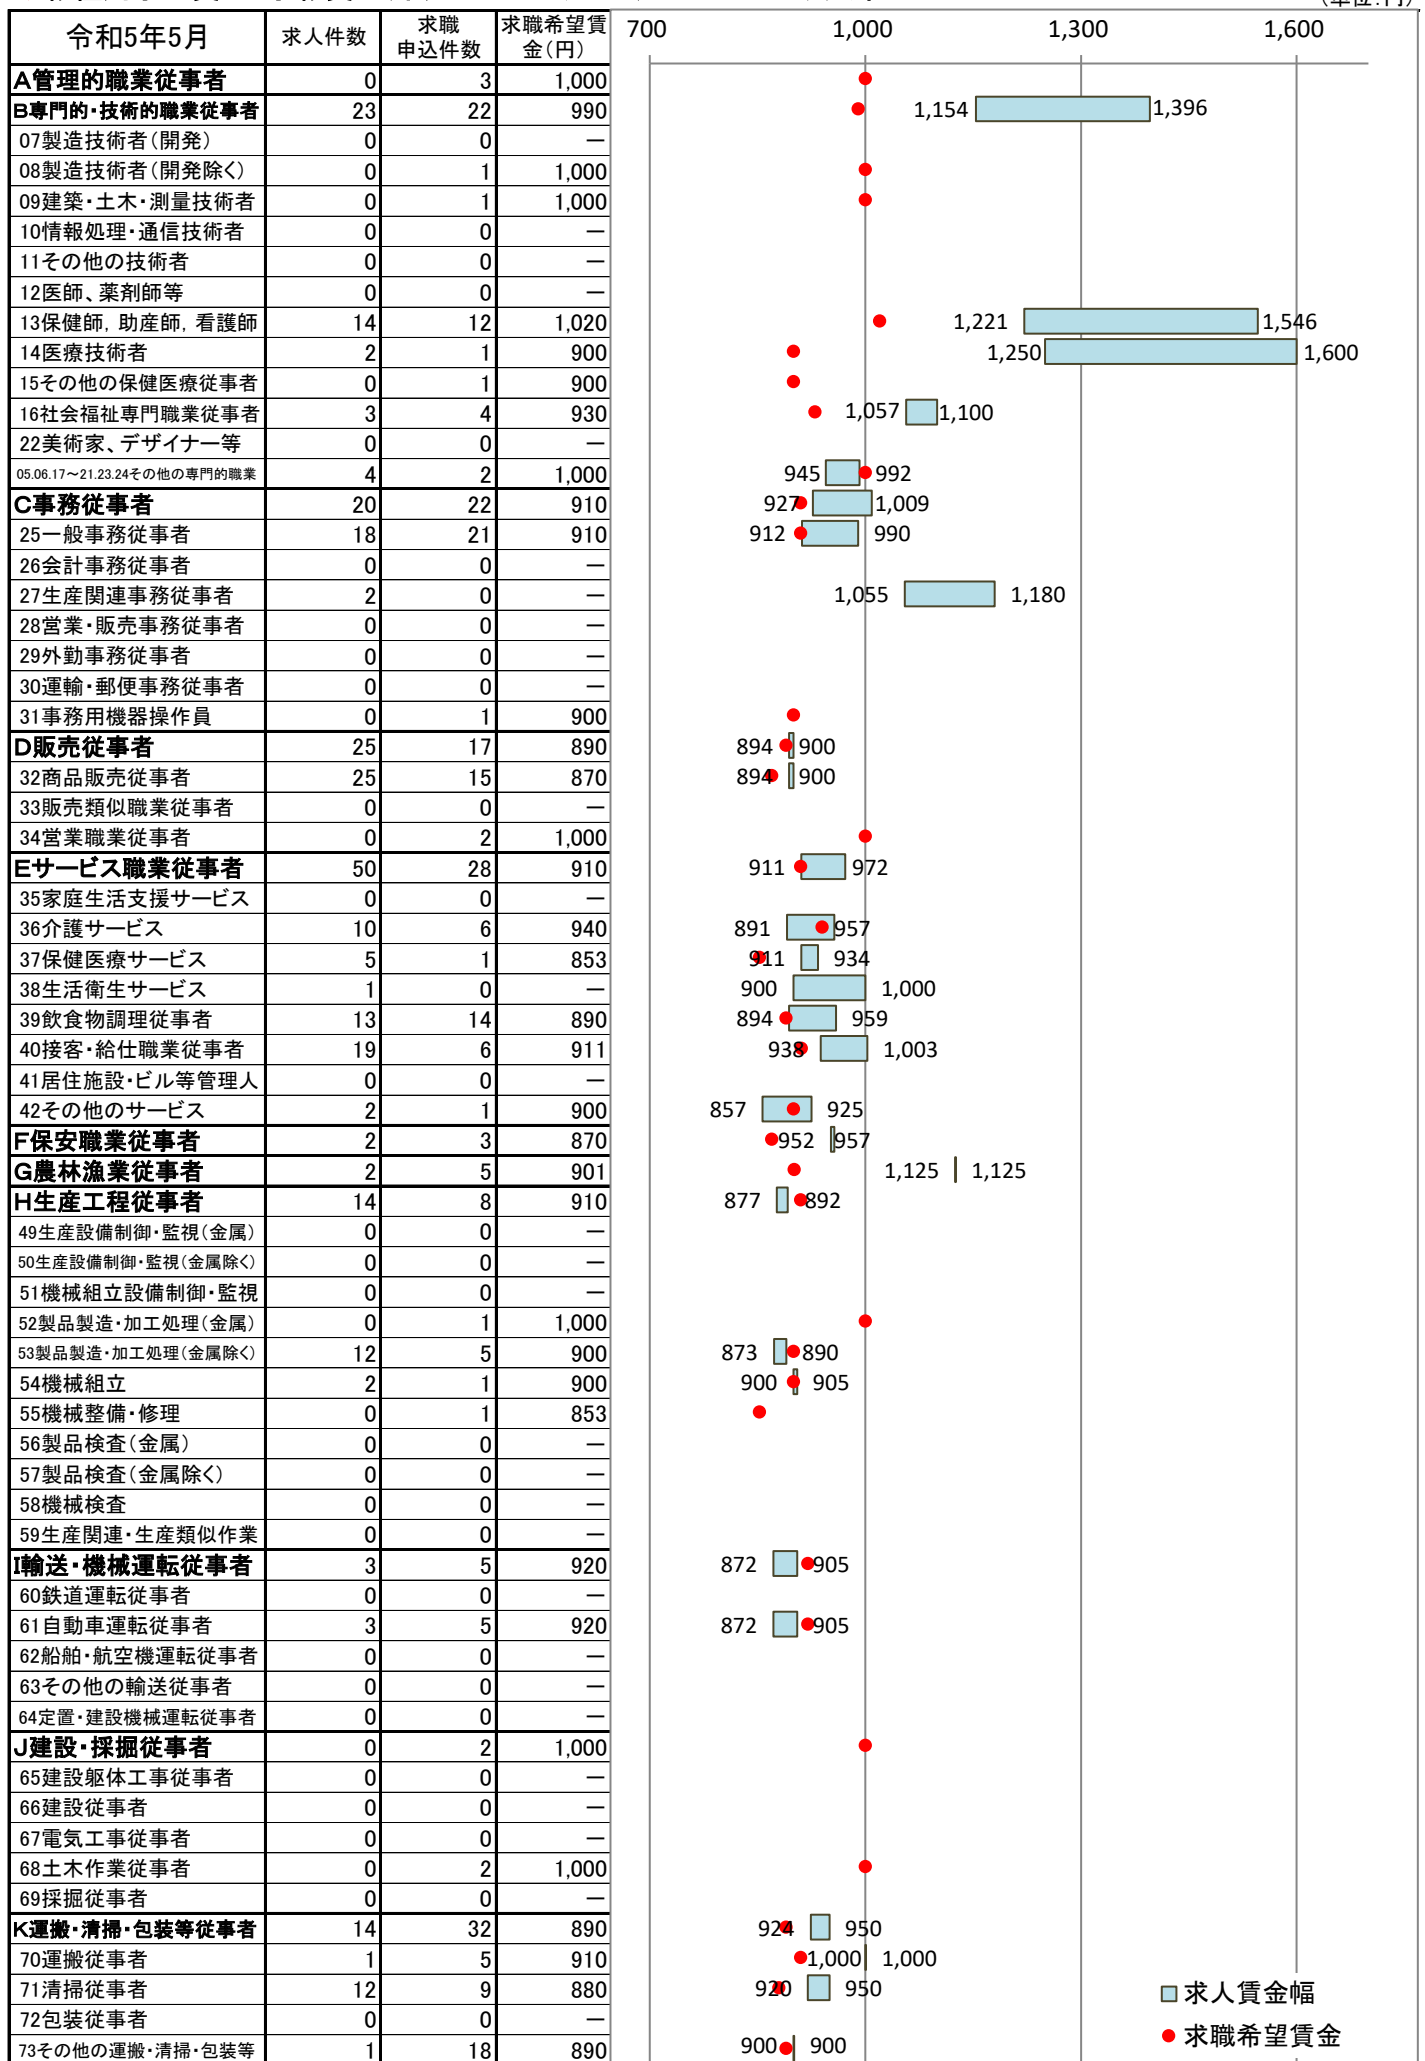 令和5年5月 求人件数 求職申込件数 求職希望賃金(円) 700 1,000 1,300 1,600
A管理的職業従事者 0 3 1,000
B専門的・技術的職業従事者 23 22 990 1,154 1,396
07製造技術者(開発) 0 0 ―
08製造技術者(開発除く) 0 1 1,000
09建築・土木・測量技術者 0 1 1,000
10情報処理・通信技術者 0 0 ―
11その他の技術者 0 0 ―
12医師、薬剤師等 0 0 ―
13保健師, 助産師, 看護師 14 12 1,020 1,221 1,546
14医療技術者 2 1 900 1,250 1,600
15その他の保健医療従事者 0 1 900
16社会福祉専門職業従事者 3 4 930 1,057 1,100
22美術家、デザイナー等 0 0 ―
05.06.17～21.23.24その他の専門的職業 4 2 1,000 945 992
C事務従事者 20 22 910 927 1,009
25一般事務従事者 18 21 910 912 990
26会計事務従事者 0 0 ―
27生産関連事務従事者 2 0 ― 1,055 1,180
28営業・販売事務従事者 0 0 ―
29外勤事務従事者 0 0 ―
30運輸・郵便事務従事者 0 0 ―
31事務用機器操作員 0 1 900
D販売従事者 25 17 890 894 900
32商品販売従事者 25 15 870 894 900
33販売類似職業従事者 0 0 ―
34営業職業従事者 0 2 1,000
Eサービス職業従事者 50 28 910 911 972
35家庭生活支援サービス 0 0 ―
36介護サービス 10 6 940 891 957
37保健医療サービス 5 1 853 911 934
38生活衛生サービス 1 0 ― 900 1,000
39飲食物調理従事者 13 14 890 894 959
40接客・給仕職業従事者 19 6 911 938 1,003
41居住施設・ビル等管理人 0 0 ―
42その他のサービス 2 1 900 857 925
F保安職業従事者 2 3 870 952 957
G農林漁業従事者 2 5 901 1,125 1,125
H生産工程従事者 14 8 910 877 892
49生産設備制御・監視(金属) 0 0 ―
50生産設備制御・監視(金属除く) 0 0 ―
51機械組立設備制御・監視 0 0 ―
52製品製造・加工処理(金属) 0 1 1,000
53製品製造・加工処理(金属除く) 12 5 900 873 890
54機械組立 2 1 900 900 905
55機械整備・修理 0 1 853
56製品検査(金属) 0 0 ―
57製品検査(金属除く) 0 0 ―
58機械検査 0 0 ―
59生産関連・生産類似作業 0 0 ―
I輸送・機械運転従事者 3 5 920 872 905
60鉄道運転従事者 0 0 ―
61自動車運転従事者 3 5 920 872 905
62船舶・航空機運転従事者 0 0 ―
63その他の輸送従事者 0 0 ―
64定置・建設機械運転従事者 0 0 ―
J建設・採掘従事者 0 2 1,000
65建設躯体工事従事者 0 0 ―
66建設従事者 0 0 ―
67電気工事従事者 0 0 ―
68土木作業従事者 0 2 1,000
69採掘従事者 0 0 ―
K運搬・清掃・包装等従事者 14 32 890 924 950
70運搬従事者 1 5 910 1,000 1,000
71清掃従事者 12 9 880 920 950
72包装従事者 0 0 ―
73その他の運搬・清掃・包装等 1 18 890 900 900
求人賃金幅
求職希望賃金